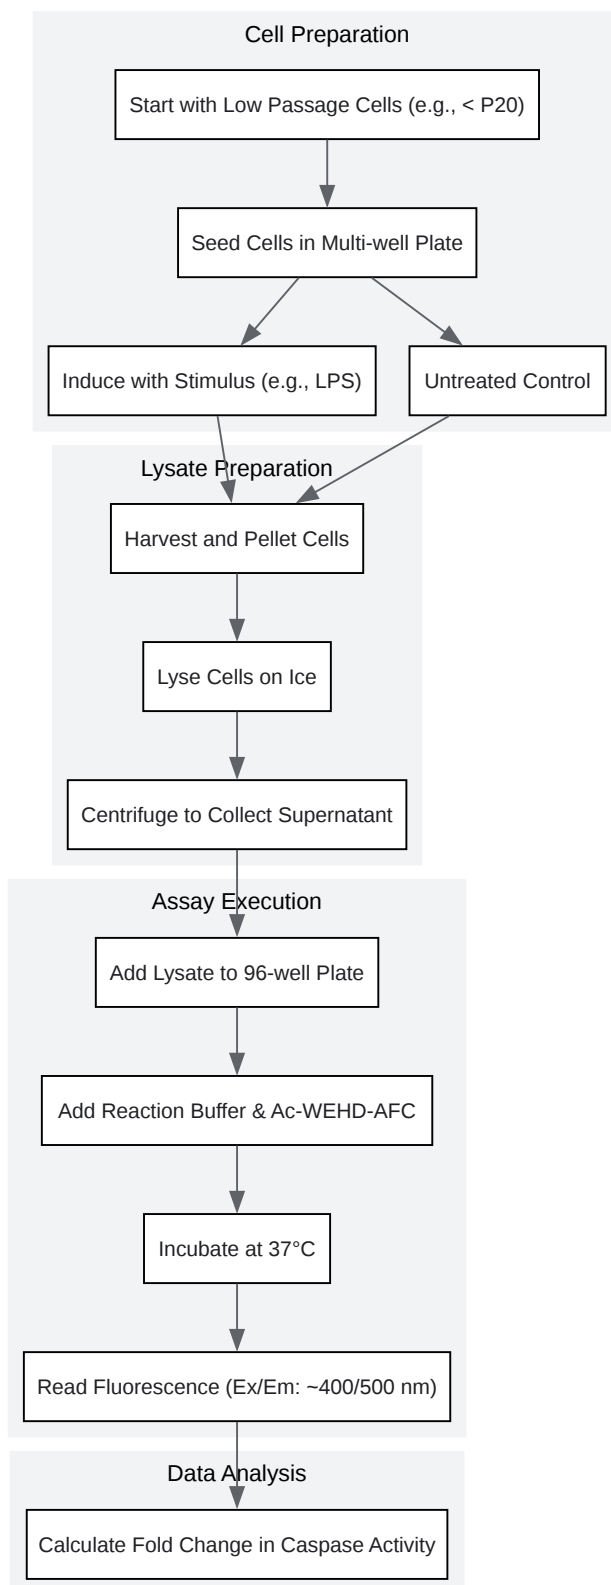 Cell Preparation
Start with Low Passage Cells (e.g., < P20)
Seed Cells in Multi-well Plate
Induce with Stimulus (e.g., LPS)
Untreated Control
Lysate Preparation
Harvest and Pellet Cells
Lyse Cells on Ice
Centrifuge to Collect Supernatant
Assay Execution
Add Lysate to 96-well Plate
Add Reaction Buffer & Ac-WEHD-AFC
Incubate at 37°C
Read Fluorescence (Ex/Em: ~400/500 nm)
Data Analysis
Calculate Fold Change in Caspase Activity